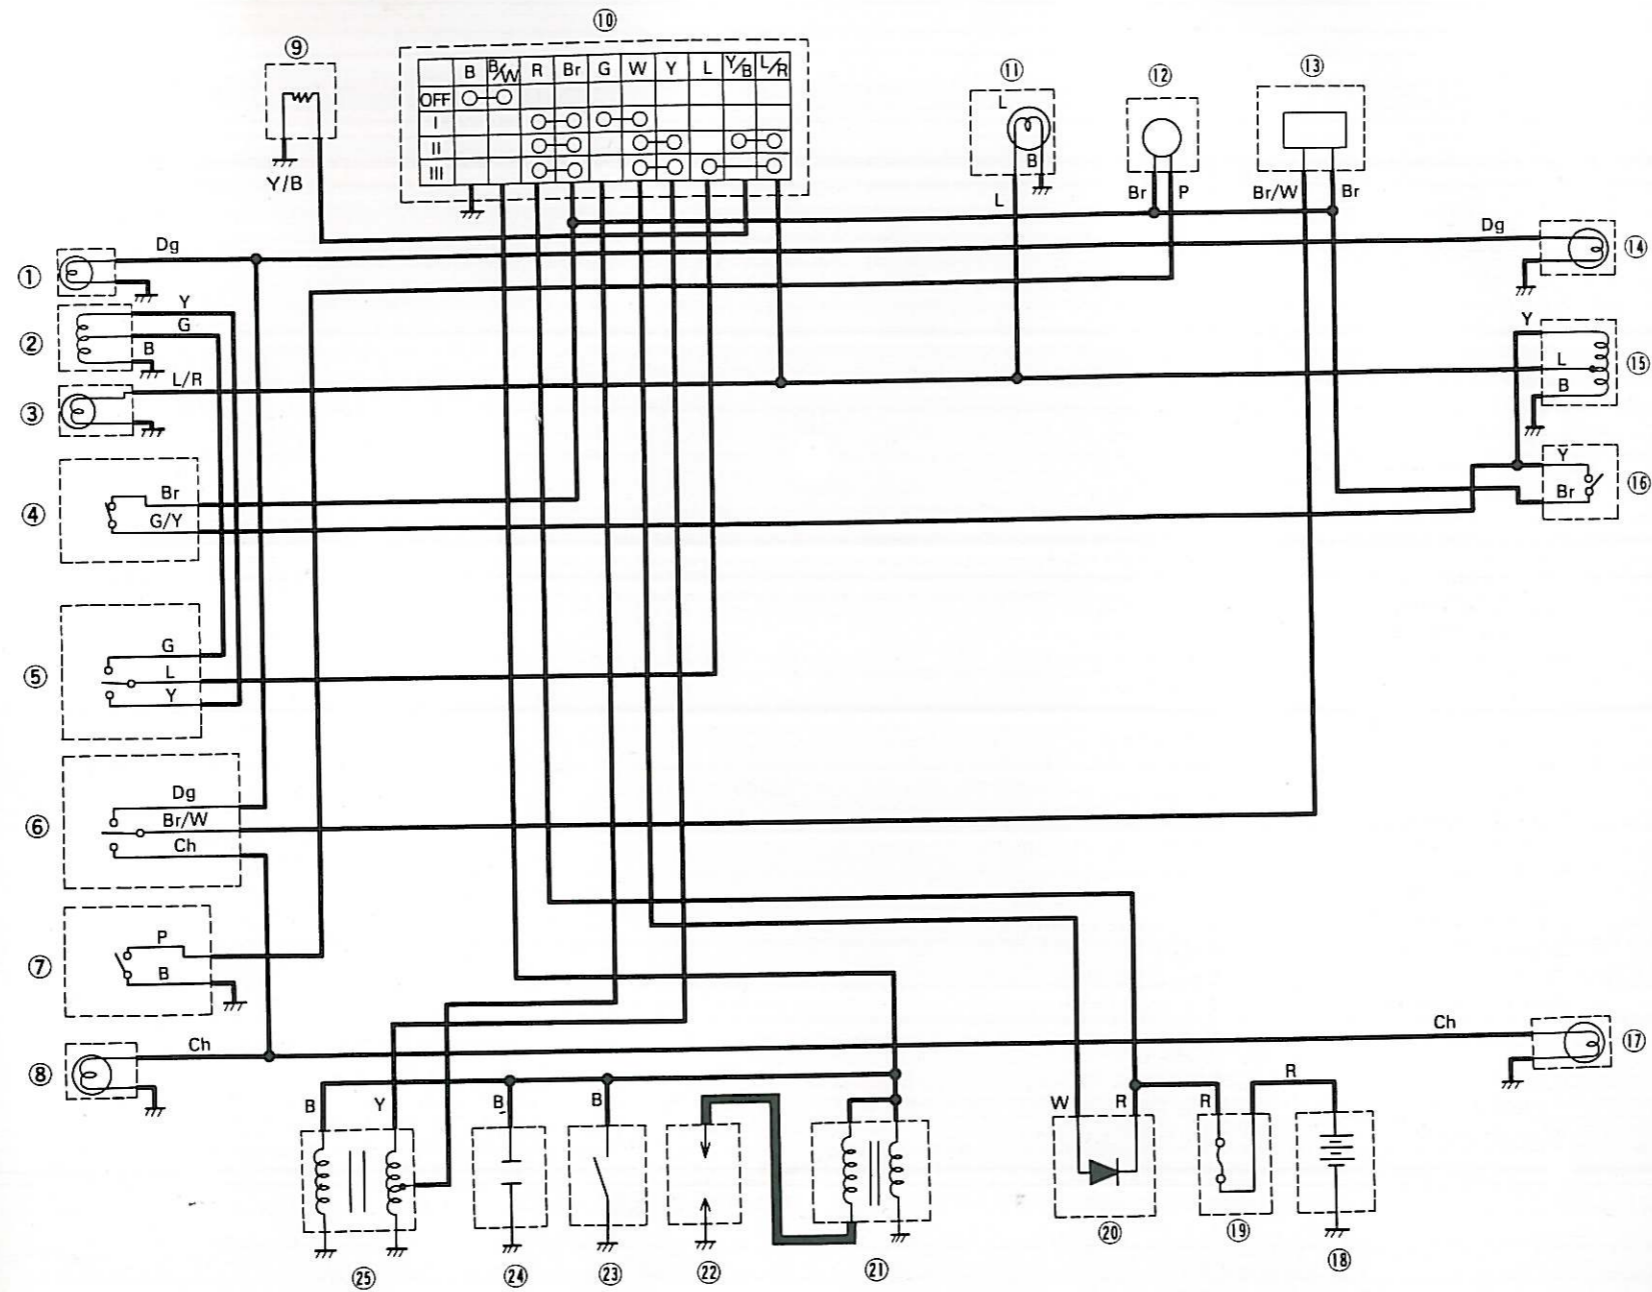 ⑩
⑨
B B/W R Br G W Y L Y/B L/R
OFF
I
II
III
Y/B
⑪
L
B
L
⑫
Br P
⑬
Br/W Br
① Dg
Dg ⑭
② Y
G
B
③ L/R
Y
L
B
⑮
④ Br
G/Y
Y
Br
⑯
⑤ G
L
Y
⑥ Dg
Br/W
Ch
⑦ P
B
⑧ Ch
Ch ⑰
B Y
㉕
B
㉔
B
㉓
㉒
㉑
W R
⑳
R
⑲
R
⑱